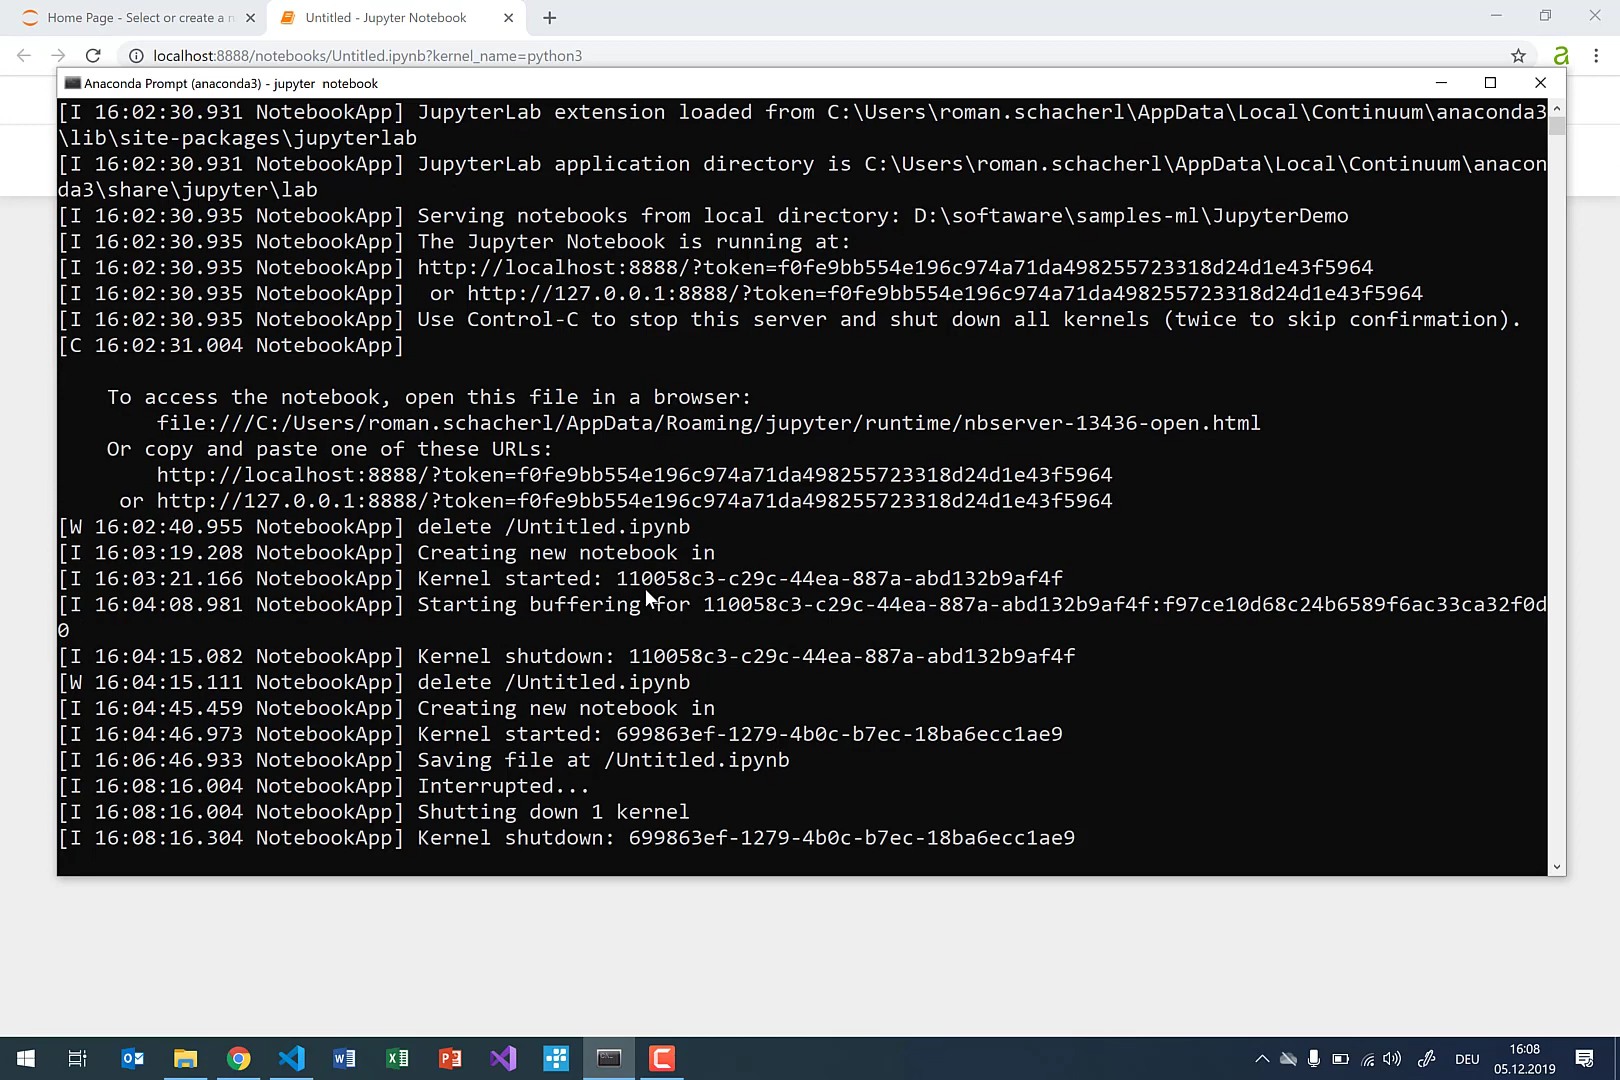 Home Page - Select or create a n
Untitled - Jupyter Notebook
localhost:8888/notebooks/Untitled.ipynb?kernel_name=python3
Anaconda Prompt (anaconda3) - jupyter  notebook
[I 16:02:30.931 NotebookApp] JupyterLab extension loaded from C:\Users\roman.schacherl\AppData\Local\Continuum\anaconda3
\lib\site-packages\jupyterlab
[I 16:02:30.931 NotebookApp] JupyterLab application directory is C:\Users\roman.schacherl\AppData\Local\Continuum\anacon
da3\share\jupyter\lab
[I 16:02:30.935 NotebookApp] Serving notebooks from local directory: D:\softaware\samples-ml\JupyterDemo
[I 16:02:30.935 NotebookApp] The Jupyter Notebook is running at:
[I 16:02:30.935 NotebookApp] http://localhost:8888/?token=f0fe9bb554e196c974a71da498255723318d24d1e43f5964
[I 16:02:30.935 NotebookApp]  or http://127.0.0.1:8888/?token=f0fe9bb554e196c974a71da498255723318d24d1e43f5964
[I 16:02:30.935 NotebookApp] Use Control-C to stop this server and shut down all kernels (twice to skip confirmation).
[C 16:02:31.004 NotebookApp]
To access the notebook, open this file in a browser:
file:///C:/Users/roman.schacherl/AppData/Roaming/jupyter/runtime/nbserver-13436-open.html
Or copy and paste one of these URLs:
http://localhost:8888/?token=f0fe9bb554e196c974a71da498255723318d24d1e43f5964
or http://127.0.0.1:8888/?token=f0fe9bb554e196c974a71da498255723318d24d1e43f5964
[W 16:02:40.955 NotebookApp] delete /Untitled.ipynb
[I 16:03:19.208 NotebookApp] Creating new notebook in
[I 16:03:21.166 NotebookApp] Kernel started: 110058c3-c29c-44ea-887a-abd132b9af4f
[I 16:04:08.981 NotebookApp] Starting buffering for 110058c3-c29c-44ea-887a-abd132b9af4f:f97ce10d68c24b6589f6ac33ca32f0d
0
[I 16:04:15.082 NotebookApp] Kernel shutdown: 110058c3-c29c-44ea-887a-abd132b9af4f
[W 16:04:15.111 NotebookApp] delete /Untitled.ipynb
[I 16:04:45.459 NotebookApp] Creating new notebook in
[I 16:04:46.973 NotebookApp] Kernel started: 699863ef-1279-4b0c-b7ec-18ba6ecc1ae9
[I 16:06:46.933 NotebookApp] Saving file at /Untitled.ipynb
[I 16:08:16.004 NotebookApp] Interrupted...
[I 16:08:16.004 NotebookApp] Shutting down 1 kernel
[I 16:08:16.304 NotebookApp] Kernel shutdown: 699863ef-1279-4b0c-b7ec-18ba6ecc1ae9
DEU
16:08
05.12.2019